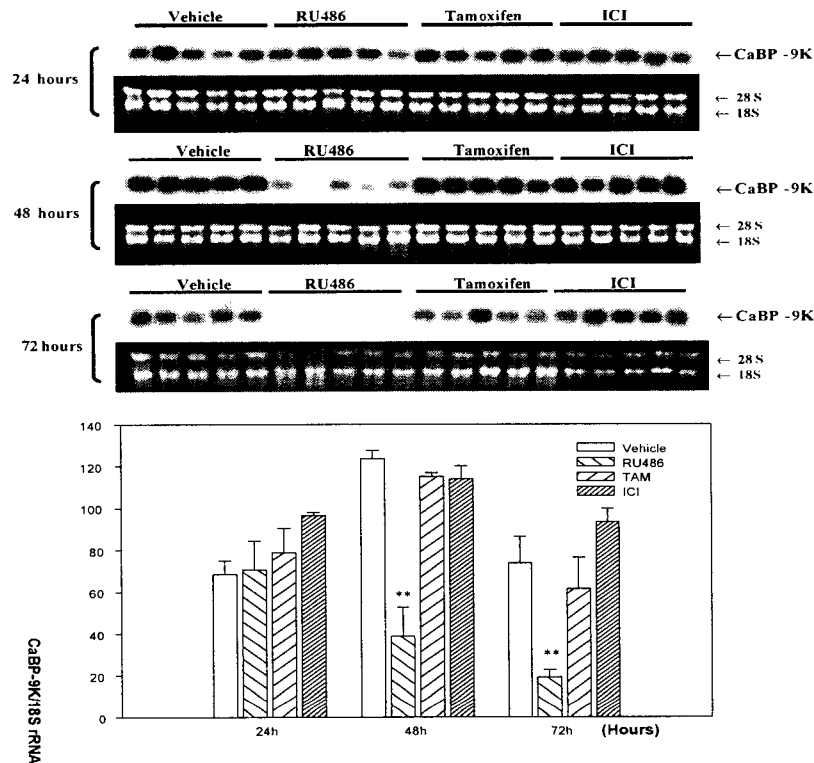 Vehicle RU486 Tamoxifen ICI
24 hours ←CaBP -9K
← 28 S
← 18S
Vehicle RU486 Tamoxifen ICI
48 hours ←CaBP -9K
← 28 S
← 18S
Vehicle RU486 Tamoxifen ICI
72 hours ←CaBP -9K
← 28 S
← 18S
CaBP-9K/18S rRNA
140
120
100
80
60
40
20
0
Vehicle
RU486
TAM
ICI
**
**
24h 48h 72h (Hours)